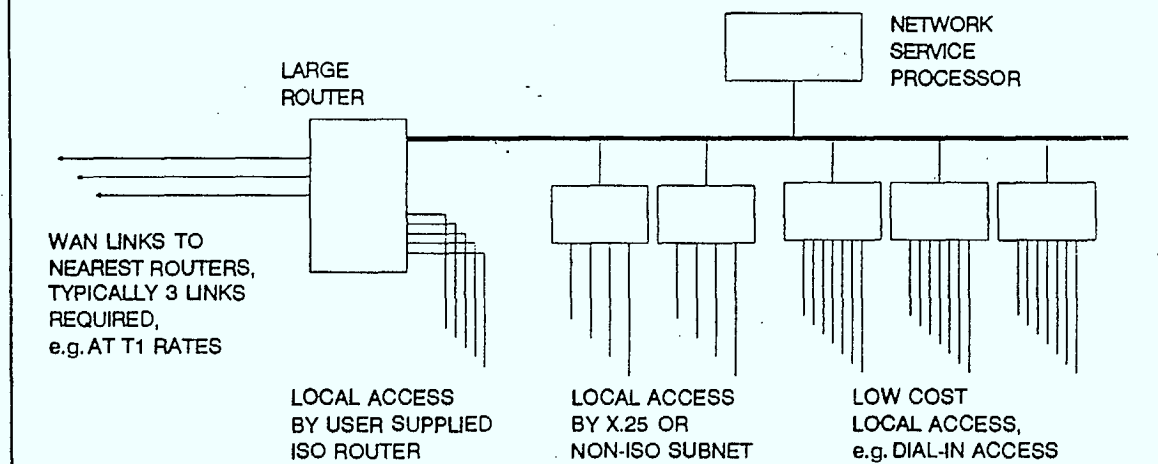 NETWORK
SERVICE
PROCESSOR
LARGE
ROUTER
WAN LINKS TO
NEAREST ROUTERS,
TYPICALLY 3 LINKS
REQUIRED,
e.g. AT T1 RATES
LOCAL ACCESS
BY USER SUPPLIED
ISO ROUTER
LOCAL ACCESS
BY X.25 OR
NON-ISO SUBNET
LOW COST
LOCAL ACCESS,
e.g. DIAL-IN ACCESS